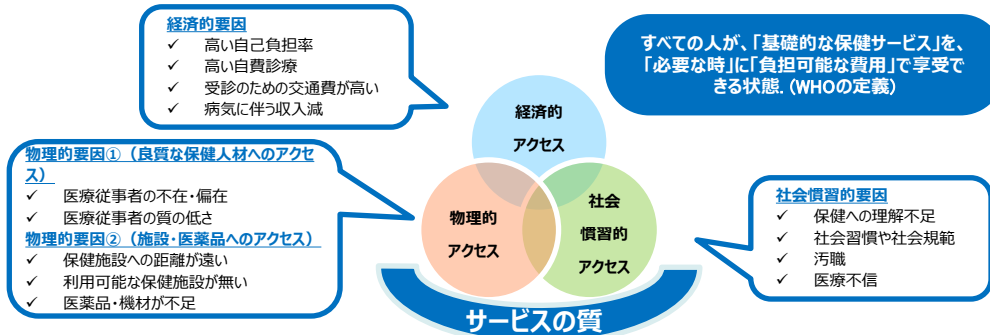 経済的要因
✓ 高い自己負担率
✓ 高い自費診療
✓ 受診のための交通費が高い
✓ 病気に伴う収入減
すべての人が、「基礎的な保健サービス」を、
「必要な時」に「負担可能な費用」で享受で
きる状態. (WHOの定義)
経済的
アクセス
物理的要因①（良質な保健人材へのアクセ
ス）
✓ 医療従事者の不在・偏在
✓ 医療従事者の質の低さ
物理的要因②（施設・医薬品へのアクセス）
✓ 保健施設への距離が遠い
✓ 利用可能な保健施設が無い
✓ 医薬品・機材が不足
物理的
アクセス
社会
慣習的
アクセス
社会慣習的要因
✓ 保健への理解不足
✓ 社会習慣や社会規範
✓ 汚職
✓ 医療不信
サービスの質